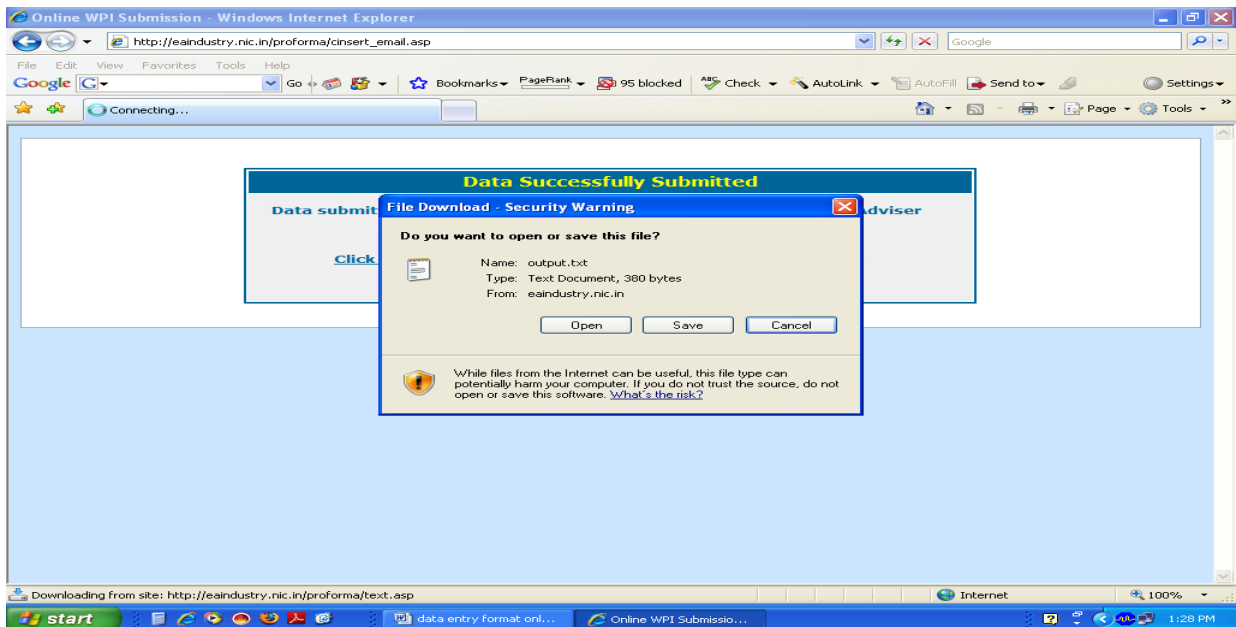 Online WPI Submission - Windows Internet Explorer
http://eaindustry.nic.in/proforma/cinsert_email.asp
Google
File Edit View Favorites Tools Help
Google G Go Bookmarks PageRank 95 blocked ABC Check AutoLink AutoFill Send to Settings
Connecting... Page Tools »
Data Successfully Submitted
Data submit
Adviser
Click
File Download - Security Warning
Do you want to open or save this file?
Name: output.txt
Type: Text Document, 380 bytes
From: eaindustry.nic.in
Open Save Cancel
While files from the Internet can be useful, this file type can
potentially harm your computer. If you do not trust the source, do not
open or save this software. What's the risk?
Downloading from site: http://eaindustry.nic.in/proforma/text.asp Internet 100%
start data entry format onl... Online WPI Submissio... 1:28 PM